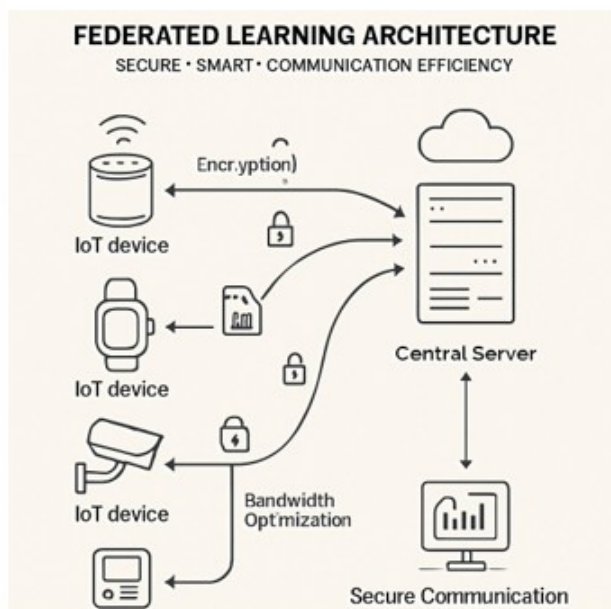 FEDERATED LEARNING ARCHITECTURE
SECURE · SMART · COMMUNICATION EFFICIENCY
Encr.yption)
IoT device
IoT device
Central Server
IoT device
Bandwidth
Opt'mization
Secure Communication